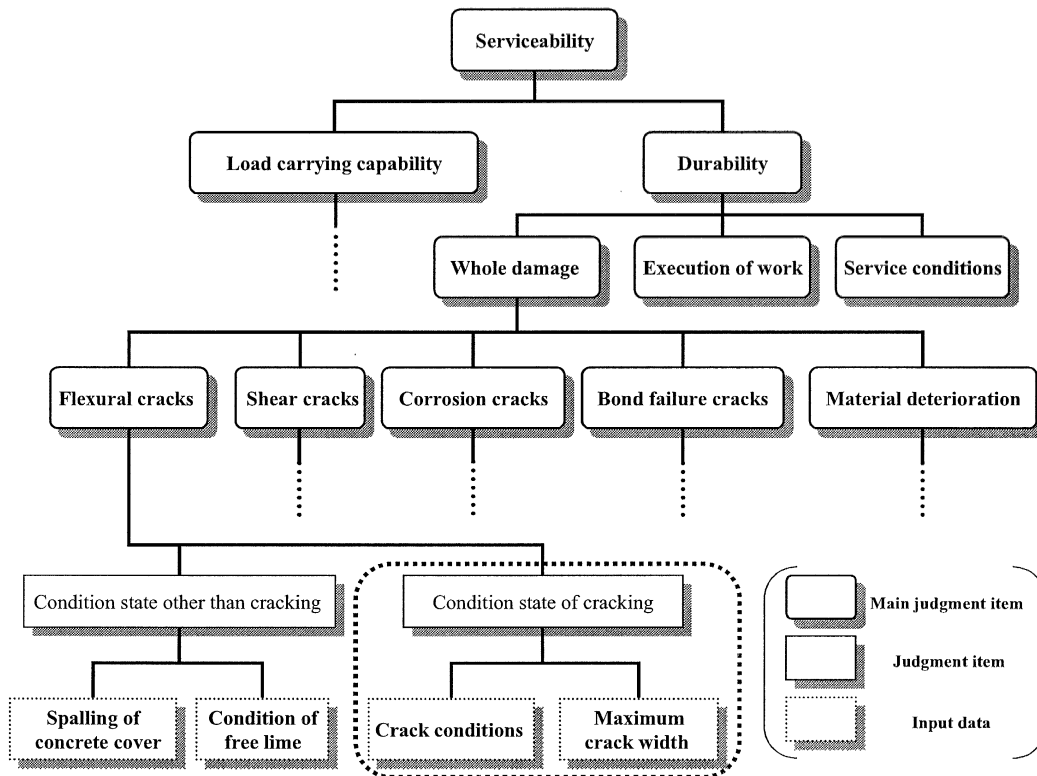 Serviceability
Load carrying capability
Durability
Whole damage
Execution of work
Service conditions
Flexural cracks
Shear cracks
Corrosion cracks
Bond failure cracks
Material deterioration
Condition state other than cracking
Condition state of cracking
Main judgment item
Judgment item
Input data
Spalling of
concrete cover
Condition of
free lime
Crack conditions
Maximum
crack width